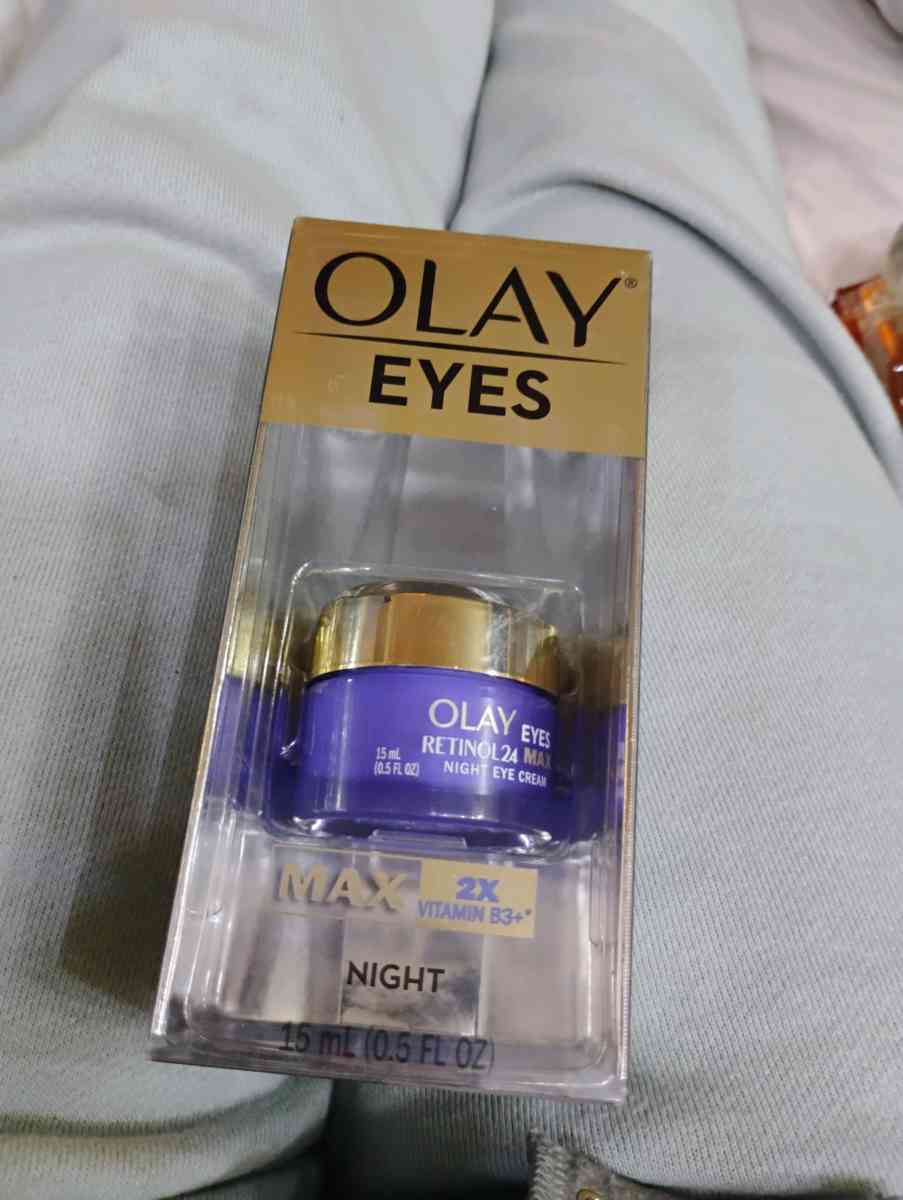 OLAY®
EYES
OLAY EYES
RETINOL24 MAX
NIGHT EYE CREAM
15 mL
(0.5 FL OZ)
MAX
2X
VITAMIN B3+*
NIGHT
15 mL (0.5 FL OZ)